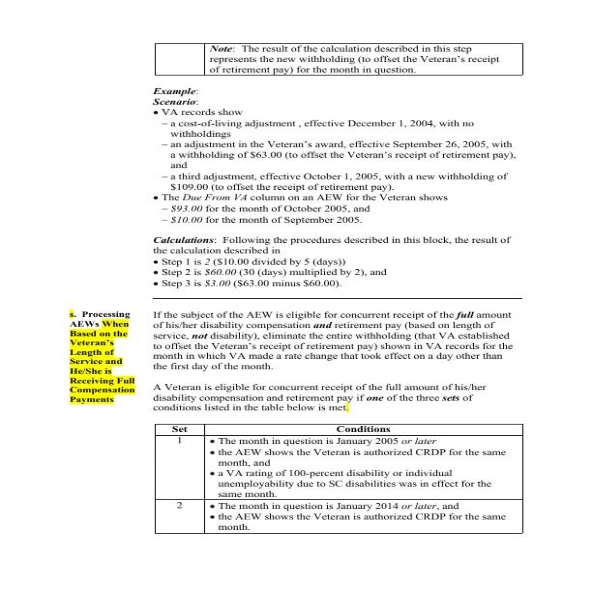 Note: The result of the calculation described in this step
represents the new withholding (to offset the Veteran's receipt
of retirement pay) for the month in question.
Example:
Scenario:
• VA records show
– a cost-of-living adjustment , effective December 1, 2004, with no
withholdings
– an adjustment in the Veteran's award, effective September 26, 2005, with
a withholding of $63.00 (to offset the Veteran's receipt of retirement pay),
and
– a third adjustment, effective October 1, 2005, with a new withholding of
$109.00 (to offset the receipt of retirement pay).
• The Due From VA column on an AEW for the Veteran shows
– $93.00 for the month of October 2005, and
– $10.00 for the month of September 2005.
Calculations: Following the procedures described in this block, the result of
the calculation described in
• Step 1 is 2 ($10.00 divided by 5 (days))
• Step 2 is $60.00 (30 (days) multiplied by 2), and
• Step 3 is $3.00 ($63.00 minus $60.00).
s. Processing
AEWs When
Based on the
Veteran's
Length of
Service and
He/She is
Receiving Full
Compensation
Payments
If the subject of the AEW is eligible for concurrent receipt of the full amount
of his/her disability compensation and retirement pay (based on length of
service, not disability), eliminate the entire withholding (that VA established
to offset the Veteran's receipt of retirement pay) shown in VA records for the
month in which VA made a rate change that took effect on a day other than
the first day of the month.
A Veteran is eligible for concurrent receipt of the full amount of his/her
disability compensation and retirement pay if one of the three sets of
conditions listed in the table below is met.
Set Conditions
1 • The month in question is January 2005 or later
• the AEW shows the Veteran is authorized CRDP for the same
month, and
• a VA rating of 100-percent disability or individual
unemployability due to SC disabilities was in effect for the
same month.
2 • The month in question is January 2014 or later, and
• the AEW shows the Veteran is authorized CRDP for the same
month.